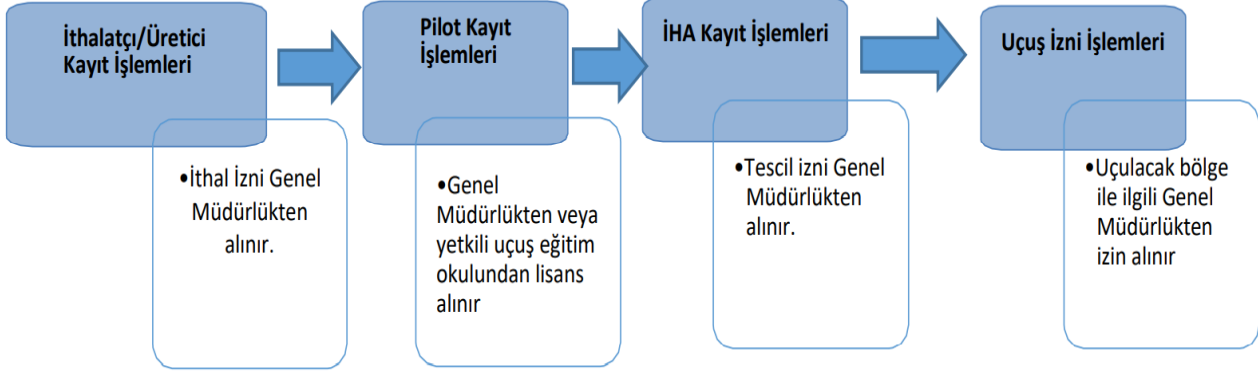 İthalatçı/Üretici
Kayıt İşlemleri
•İthal İzni Genel
Müdürlükten
alınır.
Pilot Kayıt
İşlemleri
•Genel
Müdürlükten veya
yetkili uçuş eğitim
okulundan lisans
alınır
İHA Kayıt İşlemleri
•Tescil izni Genel
Müdürlükten
alınır.
Uçuş İzni İşlemleri
•Uçulacak bölge
ile ilgili Genel
Müdürlükten
izin alınır